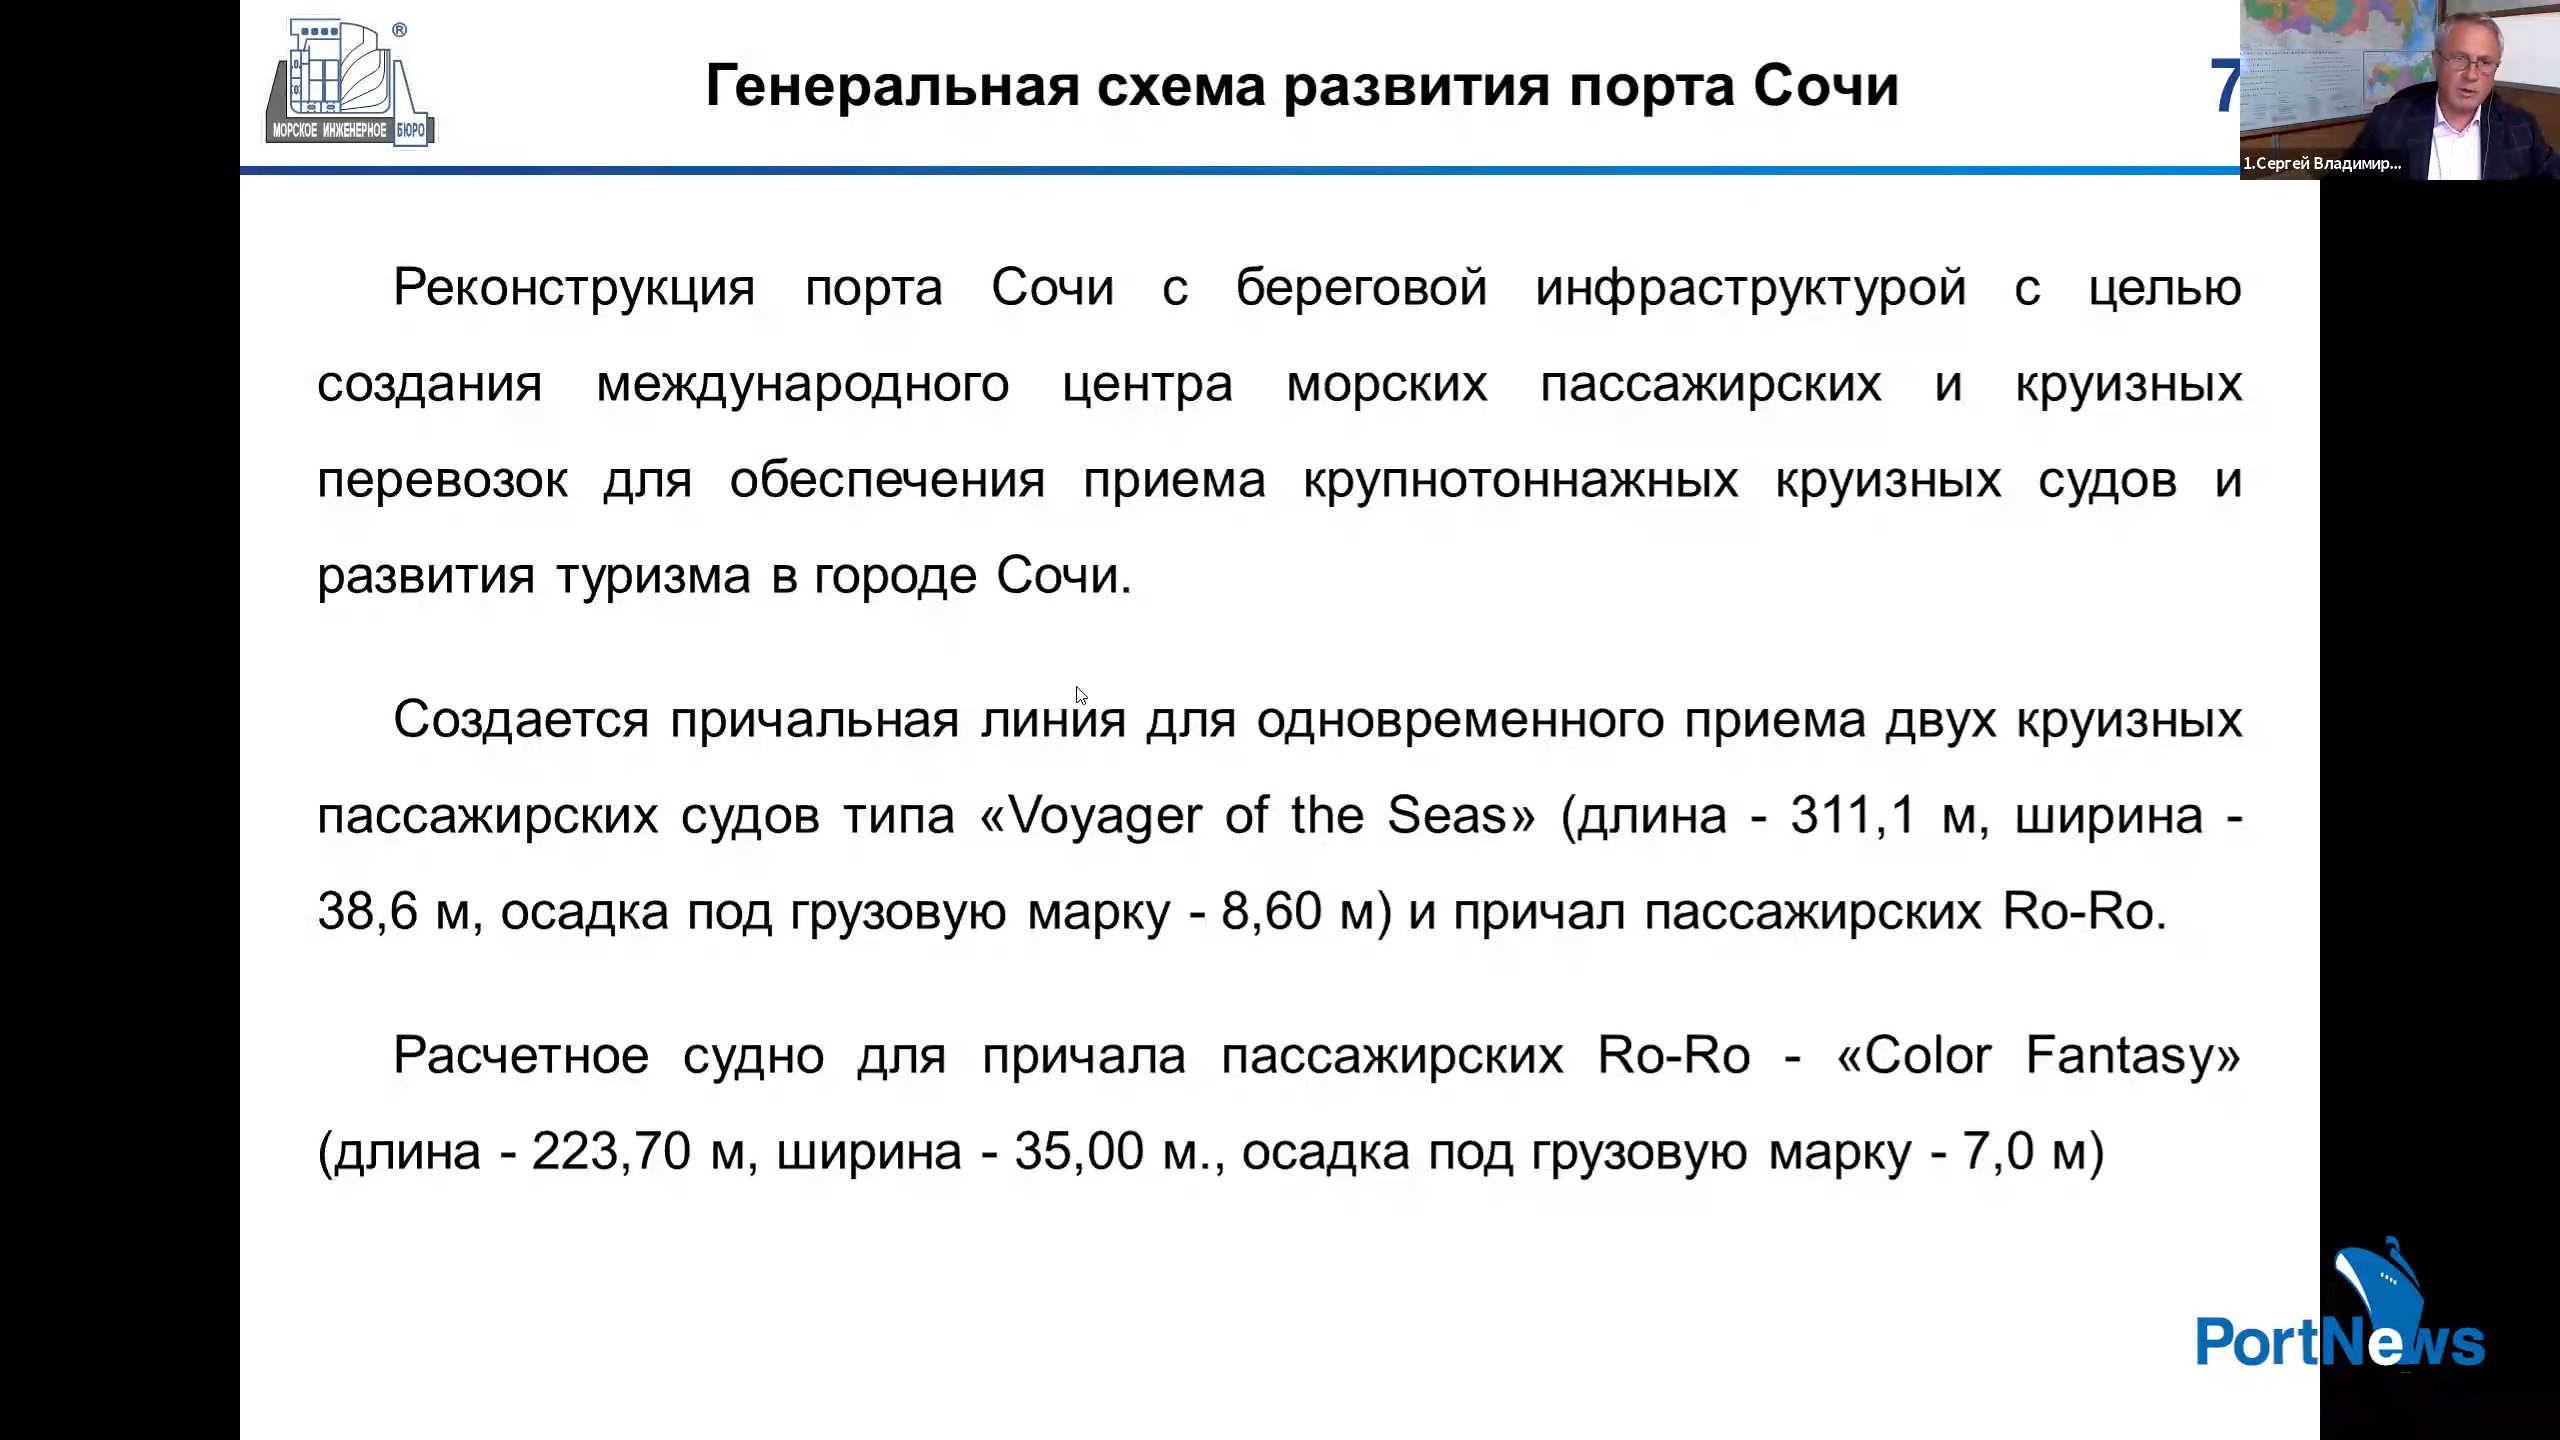 ®
МОРСКОЕ ИНЖЕНЕРНОЕ БЮРО
Генеральная схема развития порта Сочи
7
1.Сергей Владимир...
Реконструкция порта Сочи с береговой инфраструктурой с целью
создания международного центра морских пассажирских и круизных
перевозок для обеспечения приема крупнотоннажных круизных судов и
развития туризма в городе Сочи.
Создается причальная линия для одновременного приема двух круизных
пассажирских судов типа «Voyager of the Seas» (длина - 311,1 м, ширина -
38,6 м, осадка под грузовую марку - 8,60 м) и причал пассажирских Ro-Ro.
Расчетное судно для причала пассажирских Ro-Ro - «Color Fantasy»
(длина - 223,70 м, ширина - 35,00 м., осадка под грузовую марку - 7,0 м)
PortNews